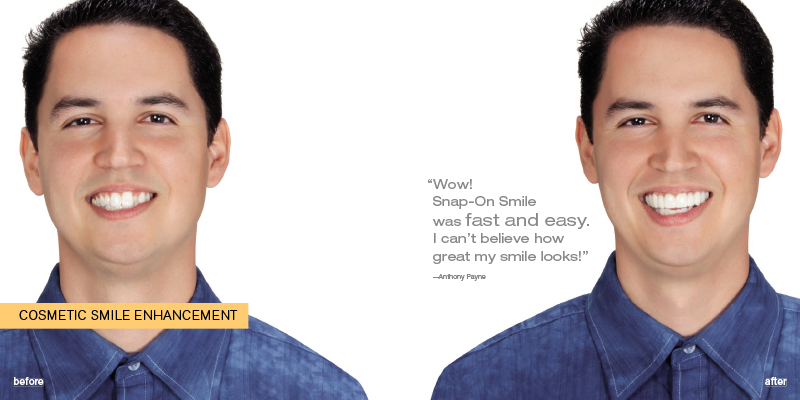 “Wow!
Snap-On Smile
was fast and easy.
I can’t believe how
great my smile looks!”
—Anthony Payne
COSMETIC SMILE ENHANCEMENT
before
after